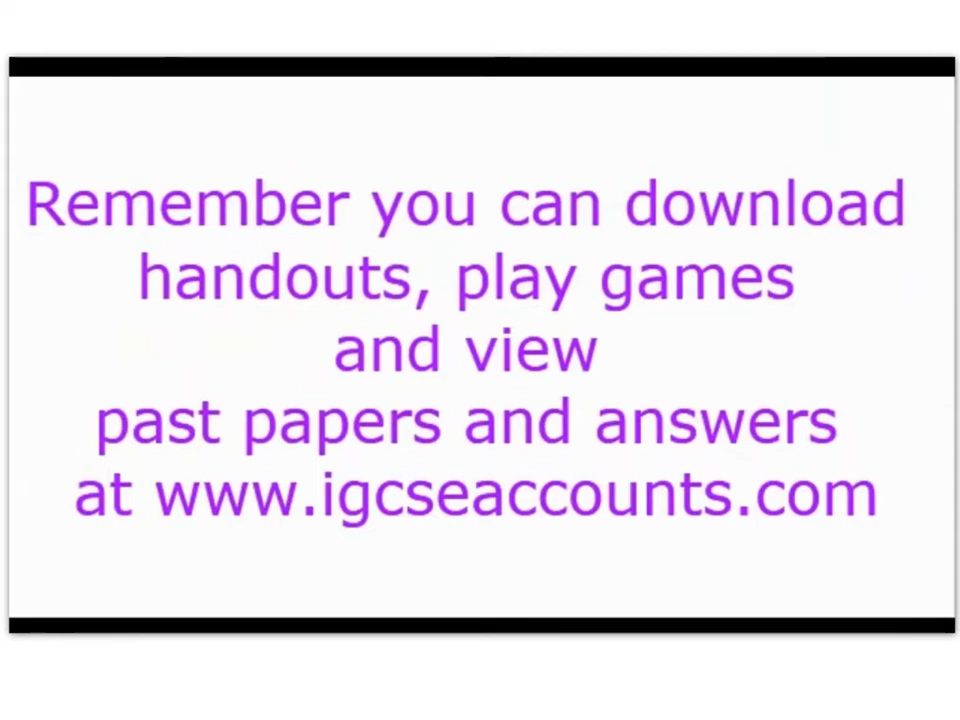 Remember you can download
handouts, play games
and view
past papers and answers
at www.igcseaccounts.com